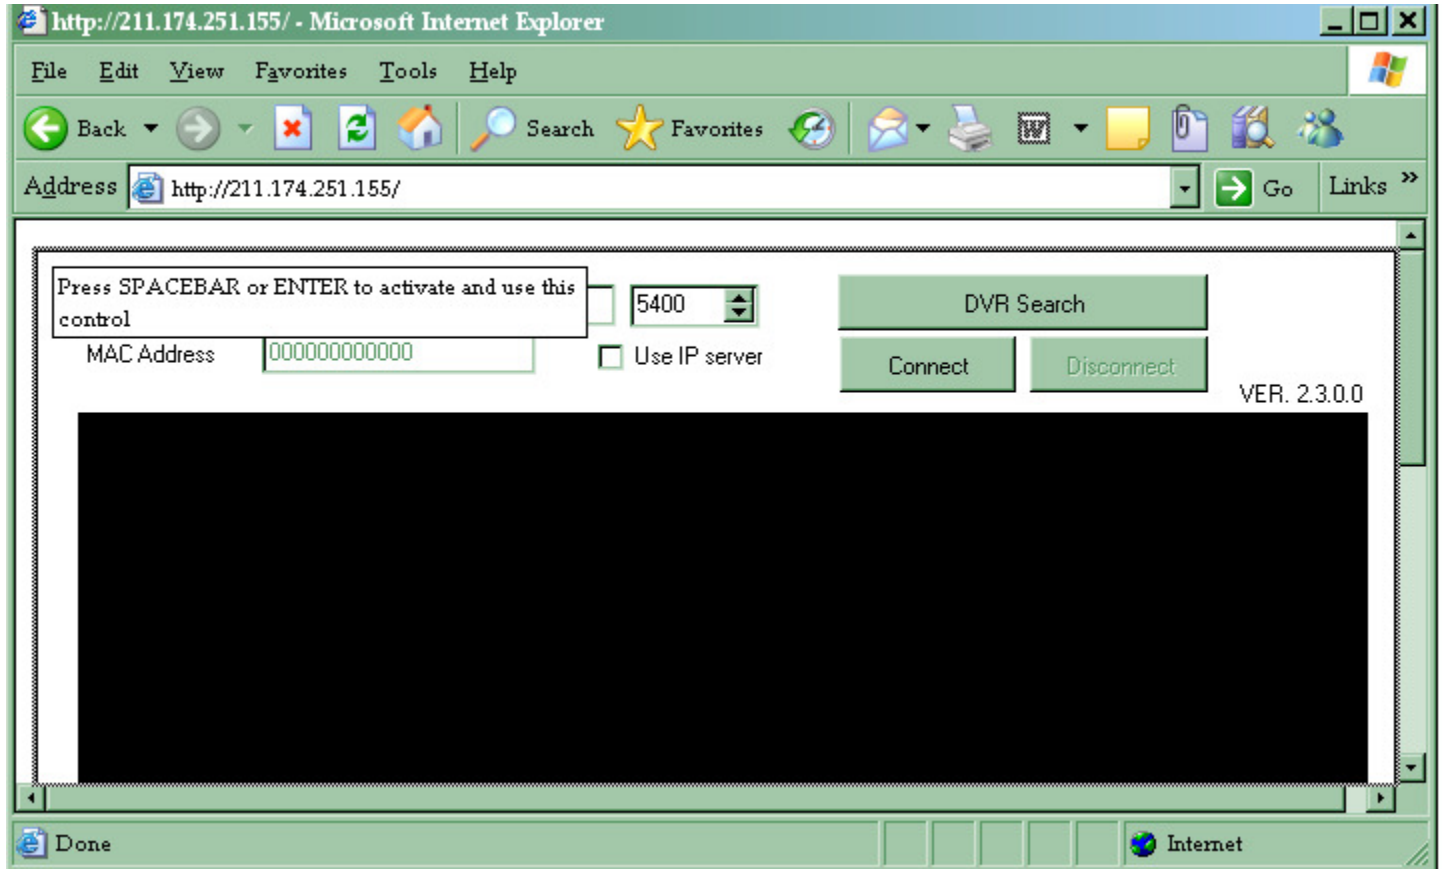 http://211.174.251.155/ - Microsoft Internet Explorer
File Edit View Favorites Tools Help
Back Search Favorites W
Address http://211.174.251.155/ Go Links »
Press SPACEBAR or ENTER to activate and use this
control
5400 DVR Search
MAC Address 000000000000 Use IP server Connect Disconnect
VER. 2.3.0.0
Done Internet